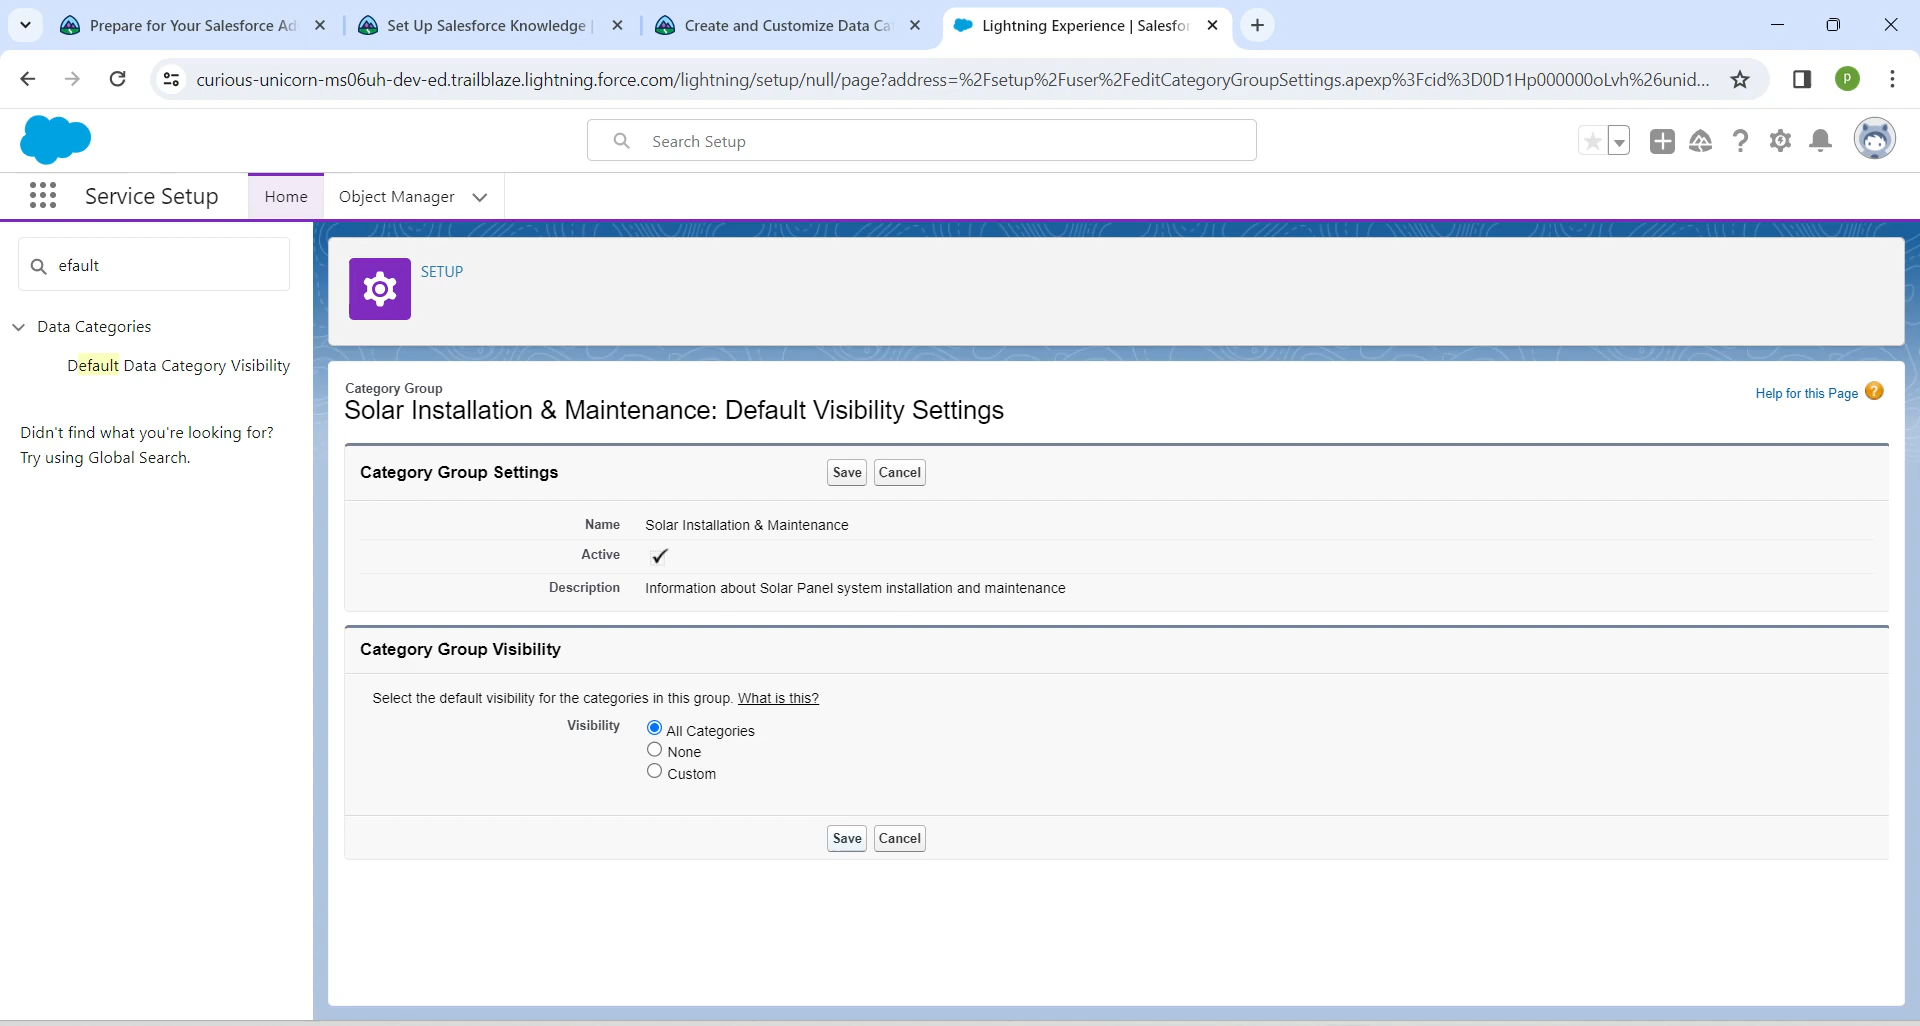 Prepare for Your Salesforce Ad
Set Up Salesforce Knowledge |
Create and Customize Data Ca
Lightning Experience | Salesfor
curious-unicorn-ms06uh-dev-ed.trailblaze.lightning.force.com/lightning/setup/null/page?address=%2Fsetup%2Fuser%2FeditCategoryGroupSettings.apexp%3Fcid%3D0D1Hp000000oLvh%26unid...
P
Search Setup
Service Setup
Home
Object Manager
efault
SETUP
Data Categories
Default Data Category Visibility
Didn't find what you're looking for?
Try using Global Search.
Category Group
Solar Installation & Maintenance: Default Visibility Settings
Help for this Page ?
Category Group Settings
Save
Cancel
Name Solar Installation & Maintenance
Active
Description Information about Solar Panel system installation and maintenance
Category Group Visibility
Select the default visibility for the categories in this group. What is this?
Visibility All Categories
None
Custom
Save
Cancel